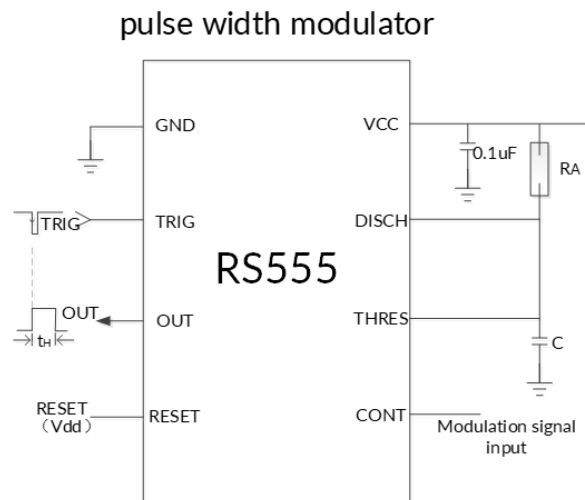 pulse width modulator
GND
VCC
0.1uF
RA
TRIG
TRIG
DISCH
RS555
OUT
OUT
THRES
tH
C
RESET
(Vdd)
RESET
CONT
Modulation signal
input